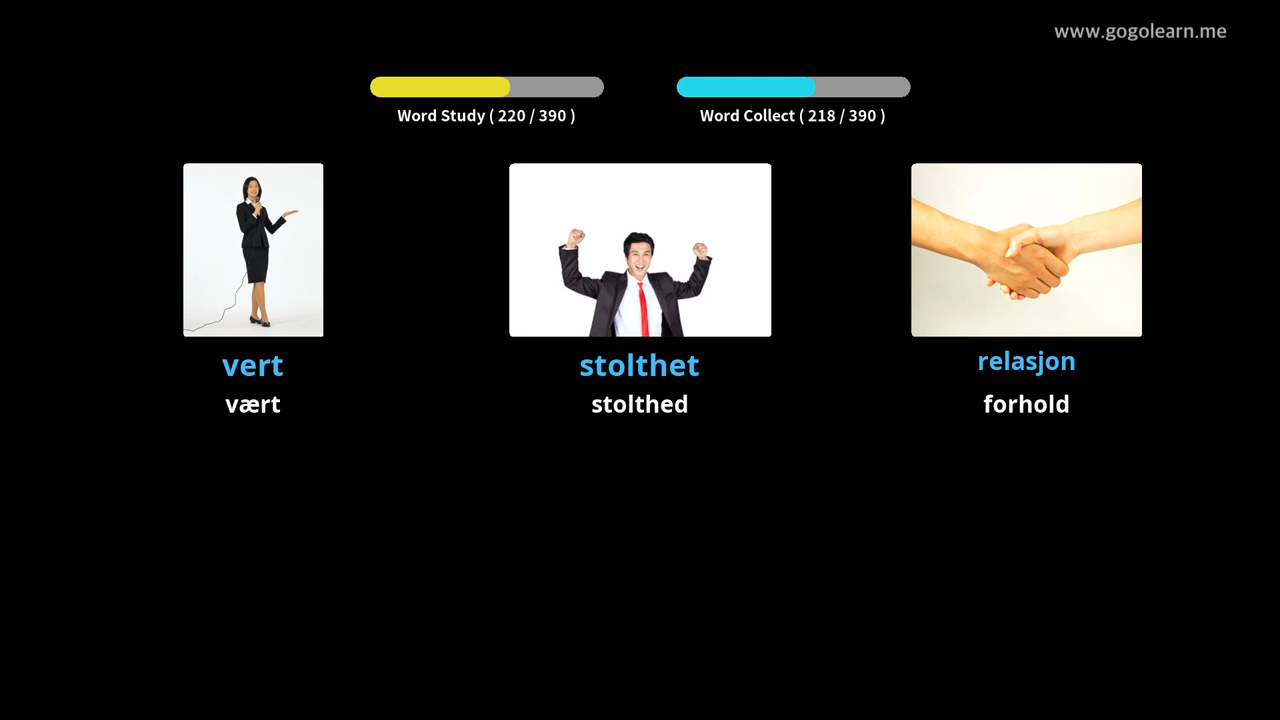 www.gogolearn.me
Word Study ( 220 / 390 )
Word Collect ( 218 / 390 )
vert
stolthet
relasjon
vært
stolthed
forhold